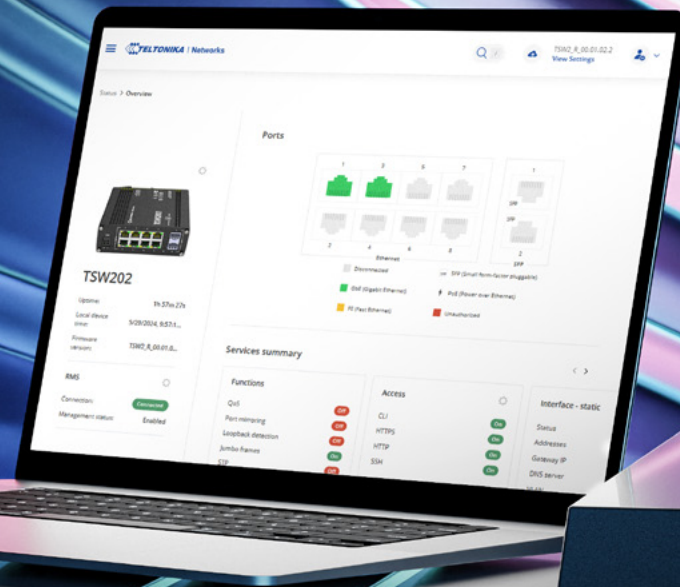 TELTONIKA | Networks
TSW2_R_00.01.02.2
View Settings
Status > Overview
Ports
1 3 5 7 1
SFP
SFP
2 4 6 8 2
Ethernet SFP
Disconnected
SFP (Small form-factor pluggable)
GbE (Gigabit Ethernet)
PoE (Power over Ethernet)
FE (Fast Ethernet)
Unauthorized
TSW202
Uptime: 1h 57m 27s
Local device time: 5/29/2024, 9:57:1...
Firmware version: TSW2_R_00.01.0...
RMS
Connection: Connected
Management status: Enabled
Services summary
Functions
QoS Off
Port mirroring Off
Loopback detection Off
Jumbo frames On
STP Off
Access
CLI On
HTTPS On
HTTP On
SSH On
Interface - static
Status
Addresses
Gateway IP
DNS server